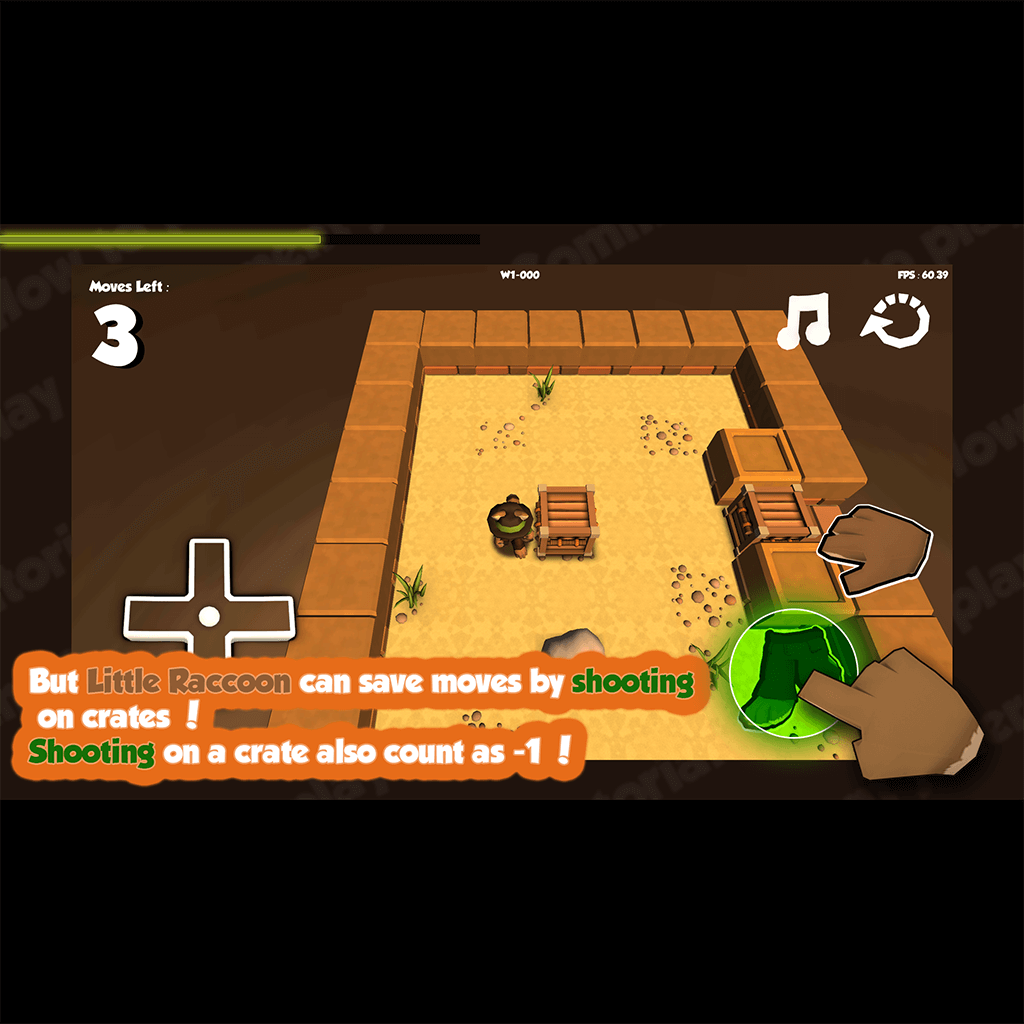 W1-000
FPS : 60.39
Moves Left :
3
But Little Raccoon can save moves by shooting
on crates !
Shooting on a crate also count as -1 !